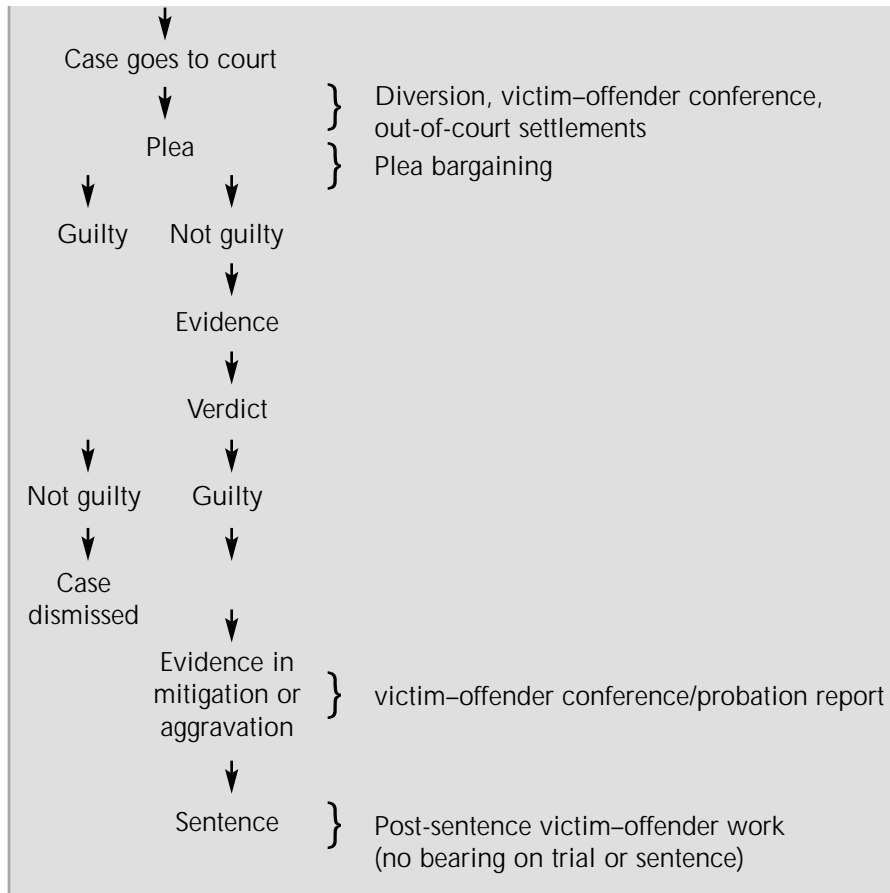 Case goes to court
Diversion, victim–offender conference,
out-of-court settlements
Plea
Plea bargaining
Guilty Not guilty
Evidence
Verdict
Not guilty Guilty
Case
dismissed
Evidence in
mitigation or
aggravation
victim–offender conference/probation report
Sentence
Post-sentence victim–offender work
(no bearing on trial or sentence)